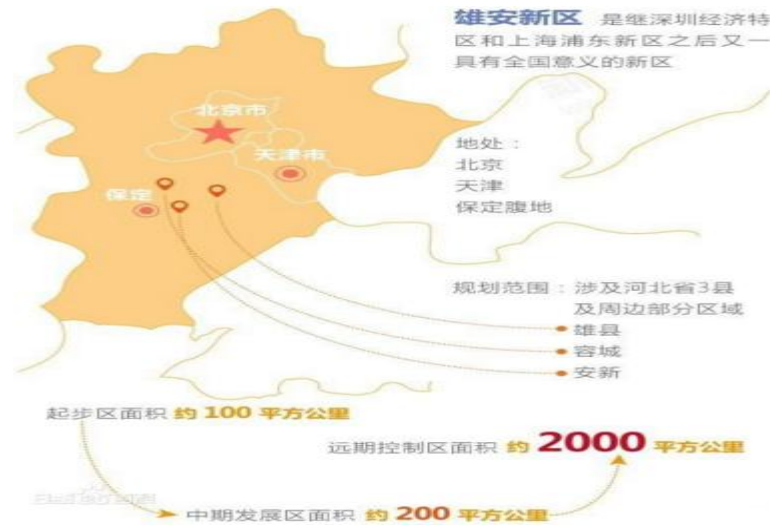 雄安新区 是继深圳经济特
区和上海浦东新区之后又一
具有全国意义的新区
北京市
天津市
保定
地处：
北京
天津
保定腹地
规划范围：涉及河北省3县
及周边部分区域
雄县
容城
安新
起步区面积 约 100 平方公里
远期控制区面积 约 2000 平方公里
中期发展区面积 约 200 平方公里